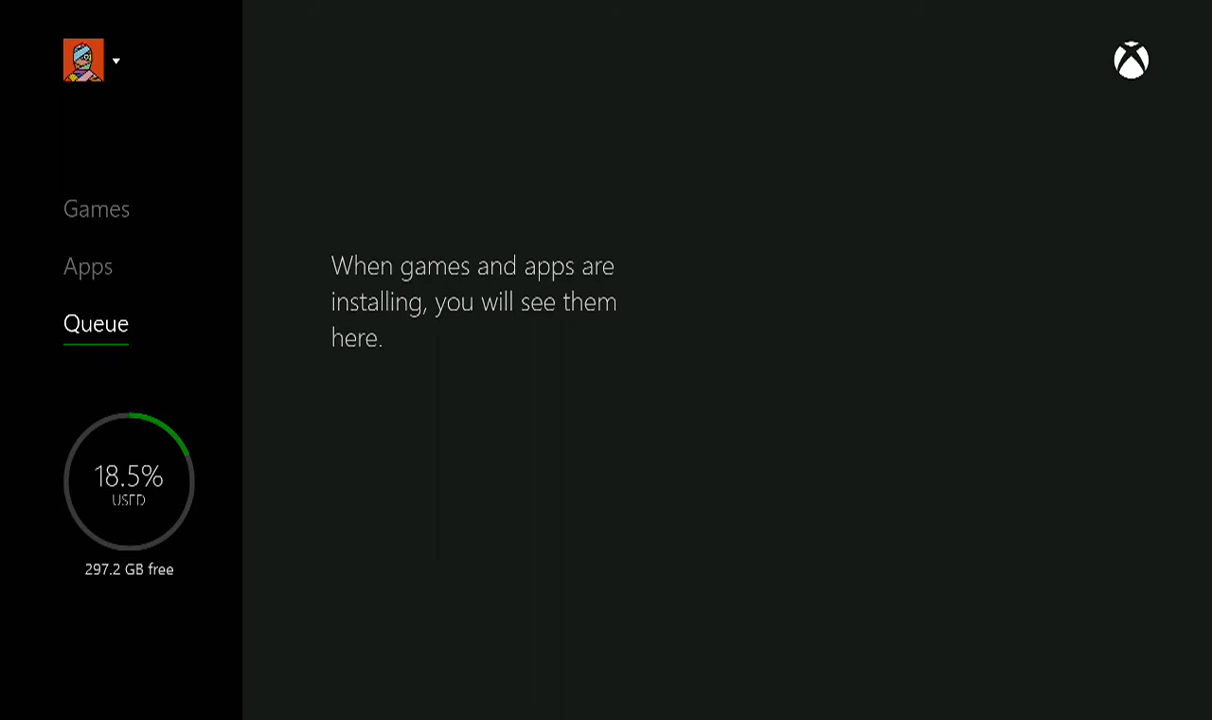 Games
Apps
Queue
When games and apps are
installing, you will see them
here.
18.5%
USED
297.2 GB free